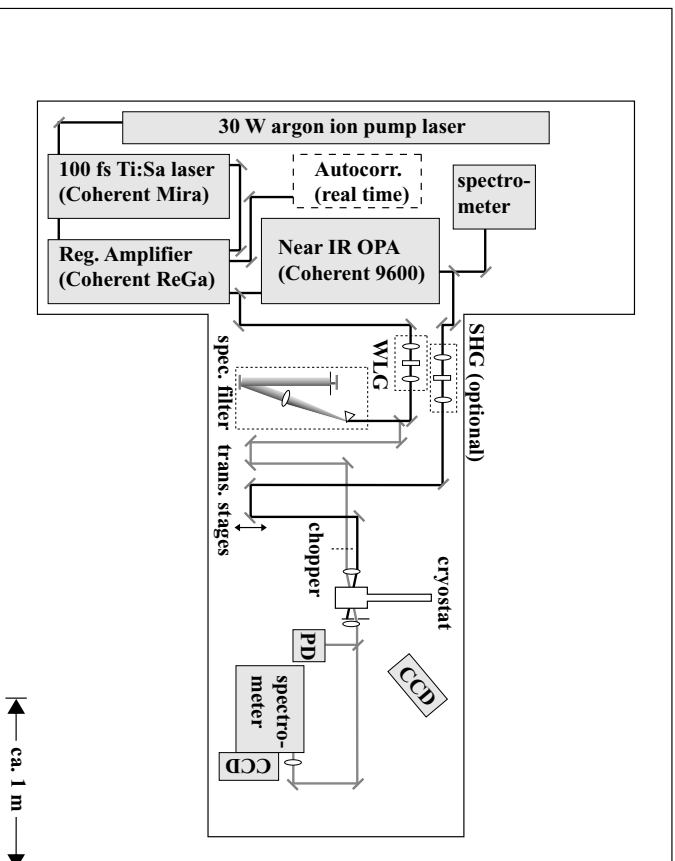 30 W argon ion pump laser
100 fs Ti:Sa laser
(Coherent Mira)
Autocorr.
(real time)
spectro-
meter
Reg. Amplifier
(Coherent ReGa)
Near IR OPA
(Coherent 9600)
WLG
SHG (optional)
spec. filter
trans. stages
chopper
cryostat
PD
CCD
spectro-
meter
CCD
ca. 1 m